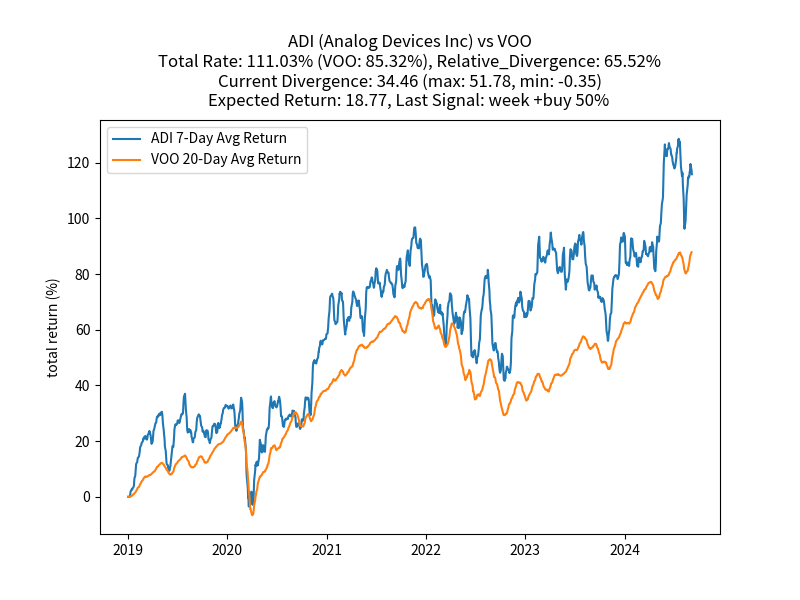 ADI (Analog Devices Inc) vs VOO
Total Rate: 111.03% (VOO: 85.32%), Relative_Divergence: 65.52%
Current Divergence: 34.46 (max: 51.78, min: -0.35)
Expected Return: 18.77, Last Signal: week +buy 50%
ADI 7-Day Avg Return
VOO 20-Day Avg Return
total return (%)
120
100
80
60
40
20
0
2019 2020 2021 2022 2023 2024